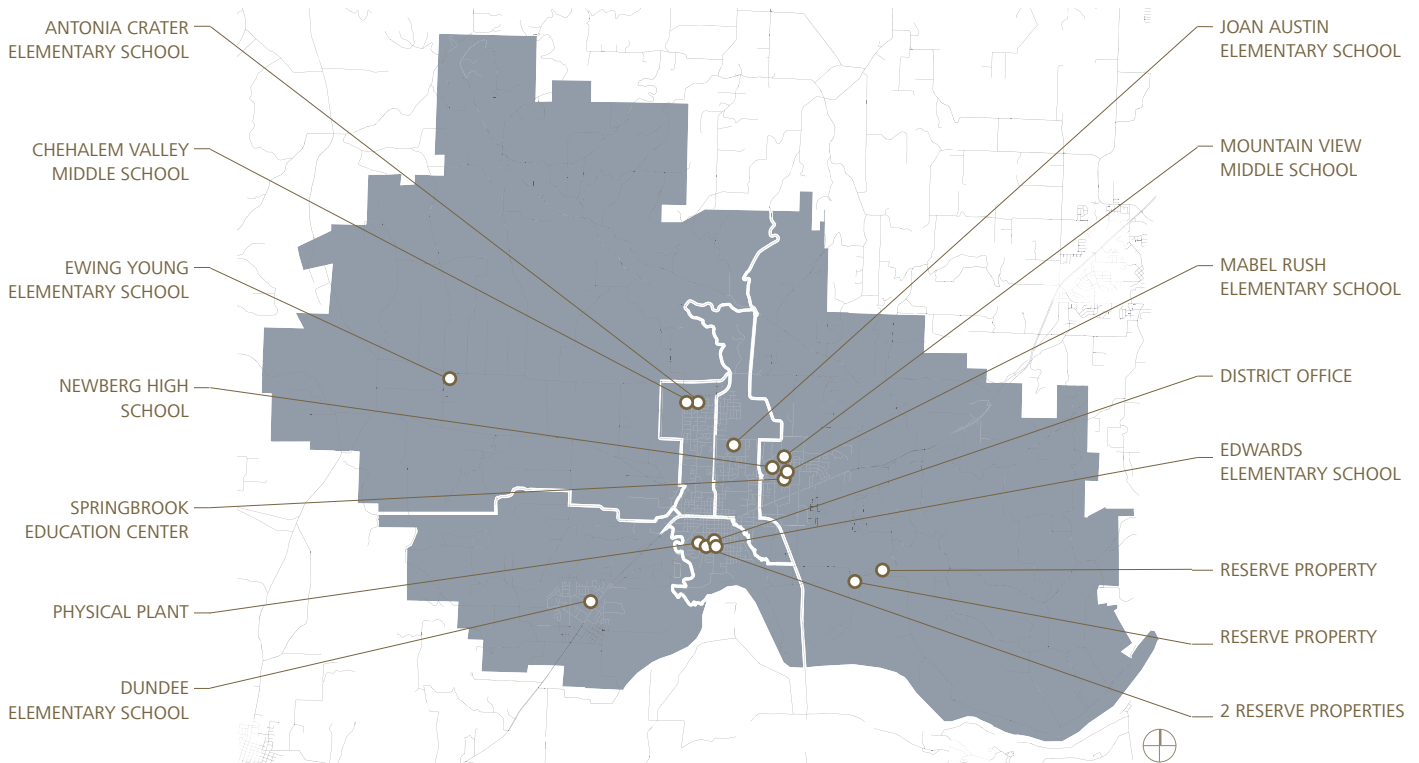 ANTONIA CRATER
ELEMENTARY SCHOOL
CHEHALEM VALLEY
MIDDLE SCHOOL
EWING YOUNG
ELEMENTARY SCHOOL
NEWBERG HIGH
SCHOOL
SPRINGBROOK
EDUCATION CENTER
PHYSICAL PLANT
DUNDEE
ELEMENTARY SCHOOL
JOAN AUSTIN
ELEMENTARY SCHOOL
MOUNTAIN VIEW
MIDDLE SCHOOL
MABEL RUSH
ELEMENTARY SCHOOL
DISTRICT OFFICE
EDWARDS
ELEMENTARY SCHOOL
RESERVE PROPERTY
RESERVE PROPERTY
2 RESERVE PROPERTIES